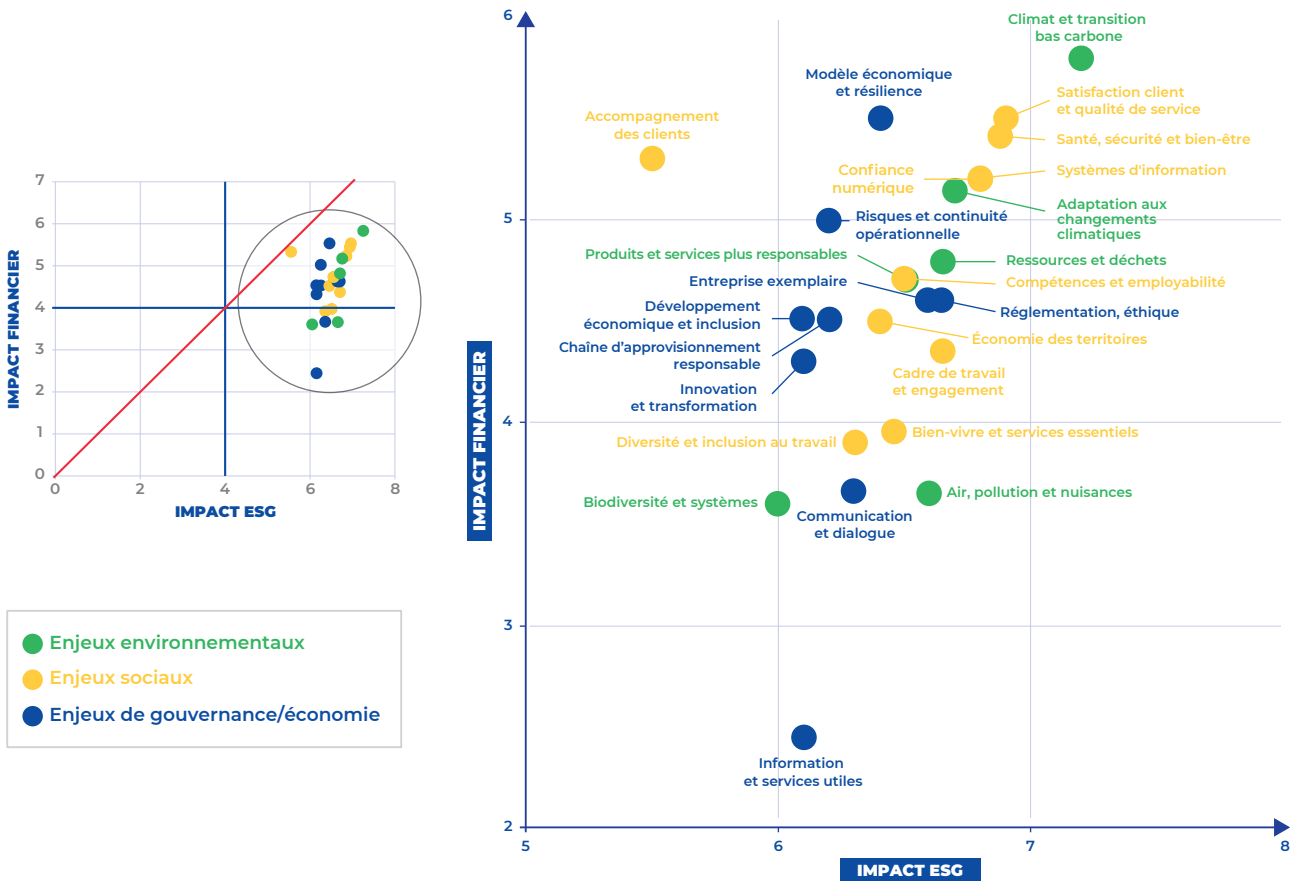 7
6
5
4
3
2
1
0
0
2
4
6
8
IMPACT FINANCIER
IMPACT ESG
Enjeux environnementaux
Enjeux sociaux
Enjeux de gouvernance/économie
6
5
4
3
2
5
6
7
8
IMPACT FINANCIER
IMPACT ESG
Climat et transition
bas carbone
Modèle économique
et résilience
Satisfaction client
et qualité de service
Accompagnement
des clients
Santé, sécurité et bien-être
Confiance
numérique
Systèmes d'information
Adaptation aux
changements
climatiques
Risques et continuité
opérationnelle
Produits et services plus responsables
Ressources et déchets
Entreprise exemplaire
Compétences et employabilité
Développement
économique et inclusion
Réglementation, éthique
Économie des territoires
Chaîne d’approvisionnement
responsable
Cadre de travail
et engagement
Innovation
et transformation
Diversité et inclusion au travail
Bien-vivre et services essentiels
Biodiversité et systèmes
Air, pollution et nuisances
Communication
et dialogue
Information
et services utiles